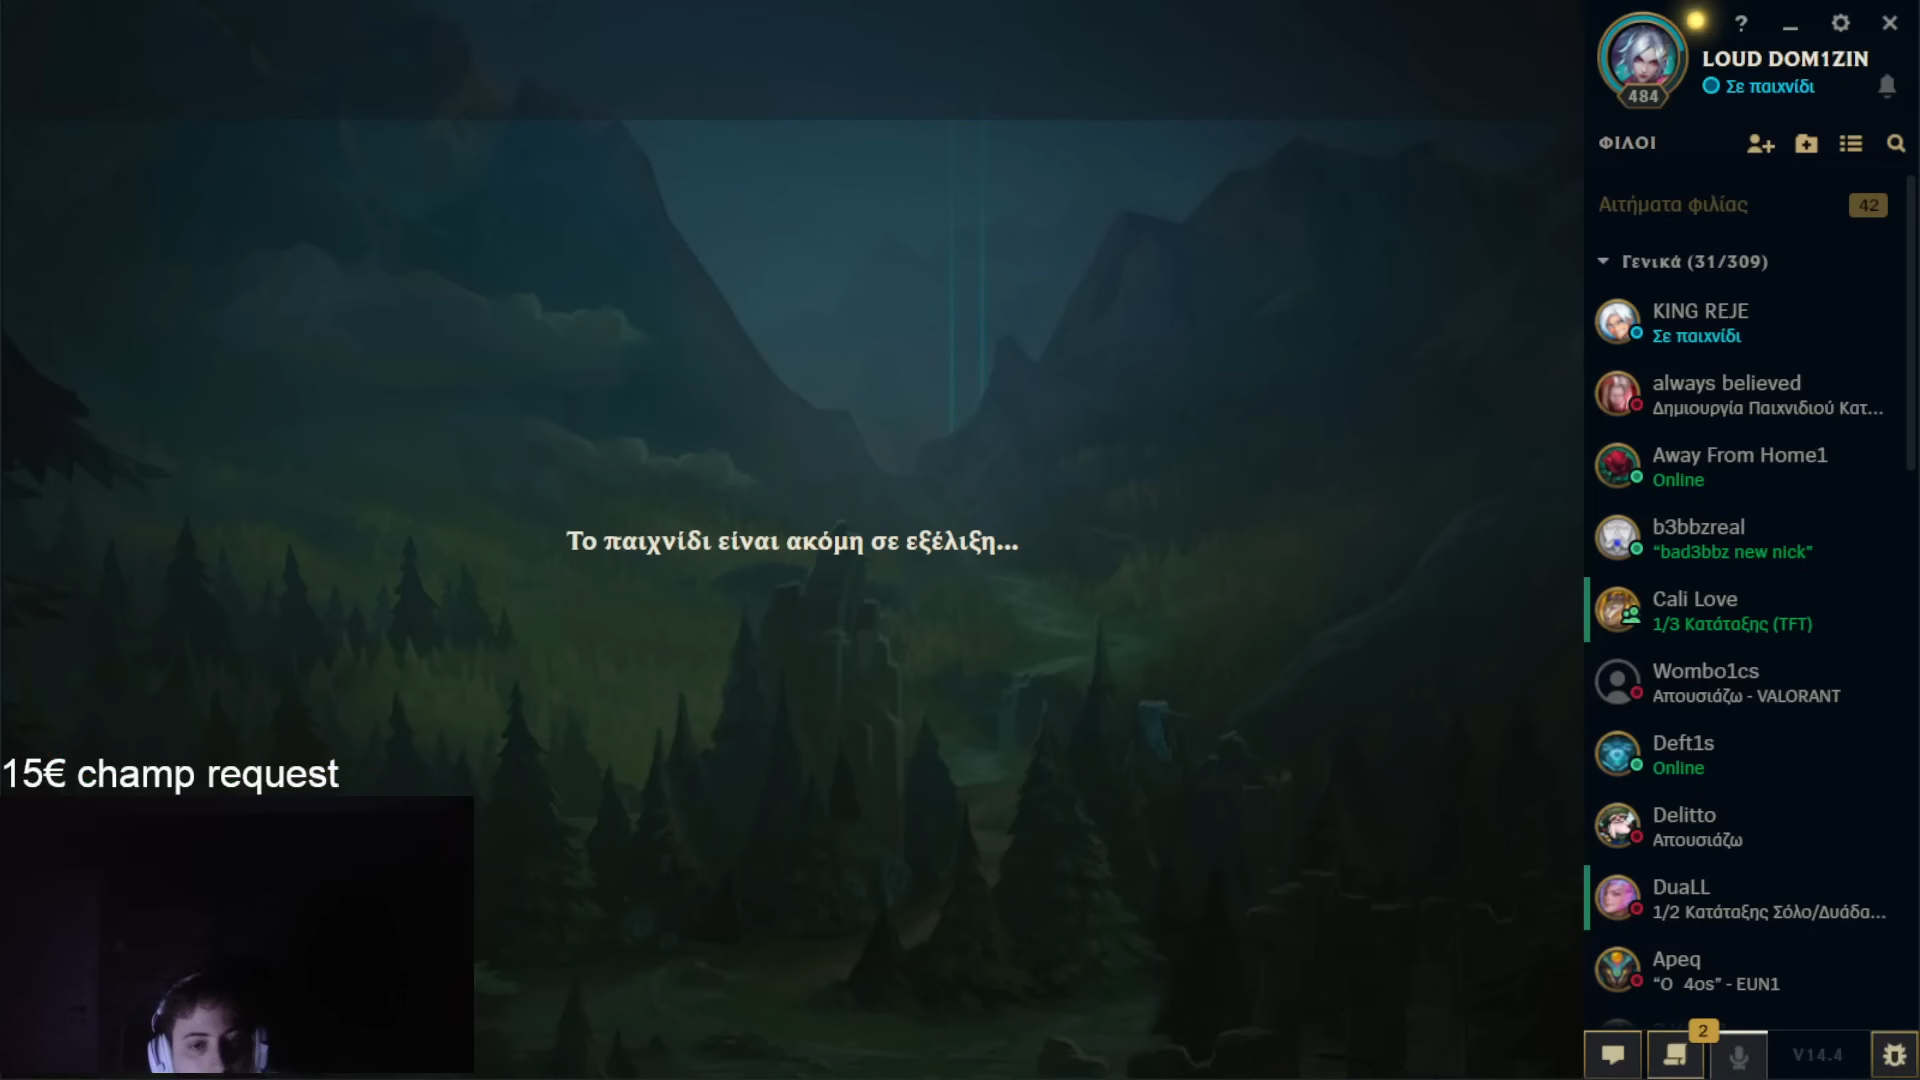 ?
LOUD DOM1ZIN
Σε παιχνίδι
484
ΦΙΛΟΙ
Αιτήματα φιλίας
42
Γενικά (31/309)
KING REJE
Σε παιχνίδι
always believed
Δημιουργία Παιχνιδιού Κατ...
Away From Home1
Online
b3bbzreal
“bad3bbz new nick”
Cali Love
1/3 Κατάταξης (TFT)
Wombo1cs
Απουσιάζω - VALORANT
Deft1s
Online
Delitto
Απουσιάζω
DuaLL
1/2 Κατάταξης Σόλο/Δυάδα...
Apeq
“O 4os” - EUN1
2
V14.4
Το παιχνίδι είναι ακόμη σε εξέλιξη...
15€ champ request